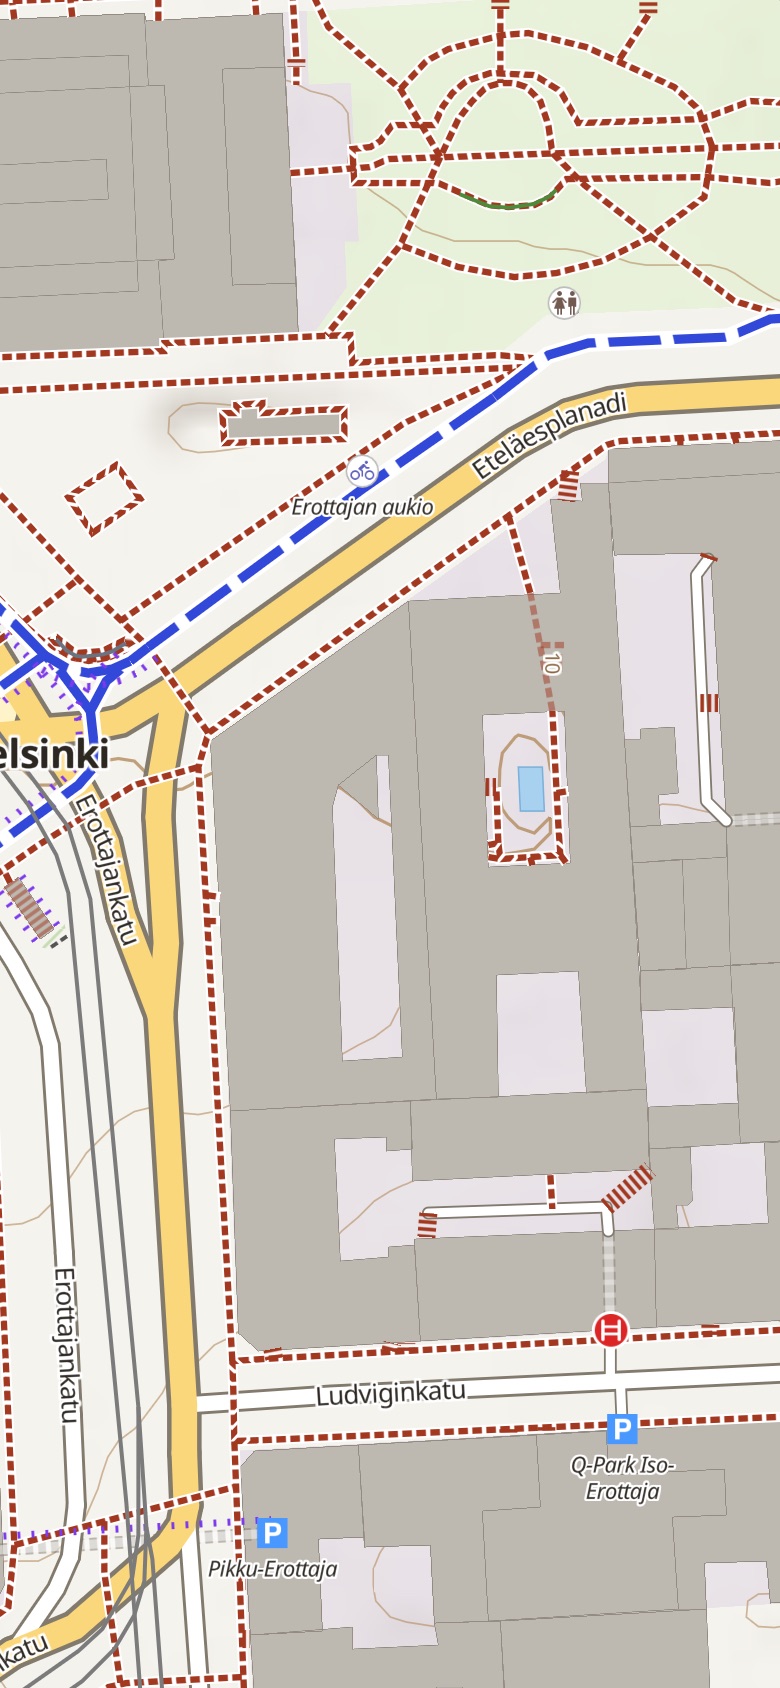 Eteläesplanadi
Erottajan aukio
10
elsinki
Erottajankatu
Erottajankatu
Ludviginkatu
P
Q-Park Iso-
Erottaja
P
Pikku-Erottaja
katu